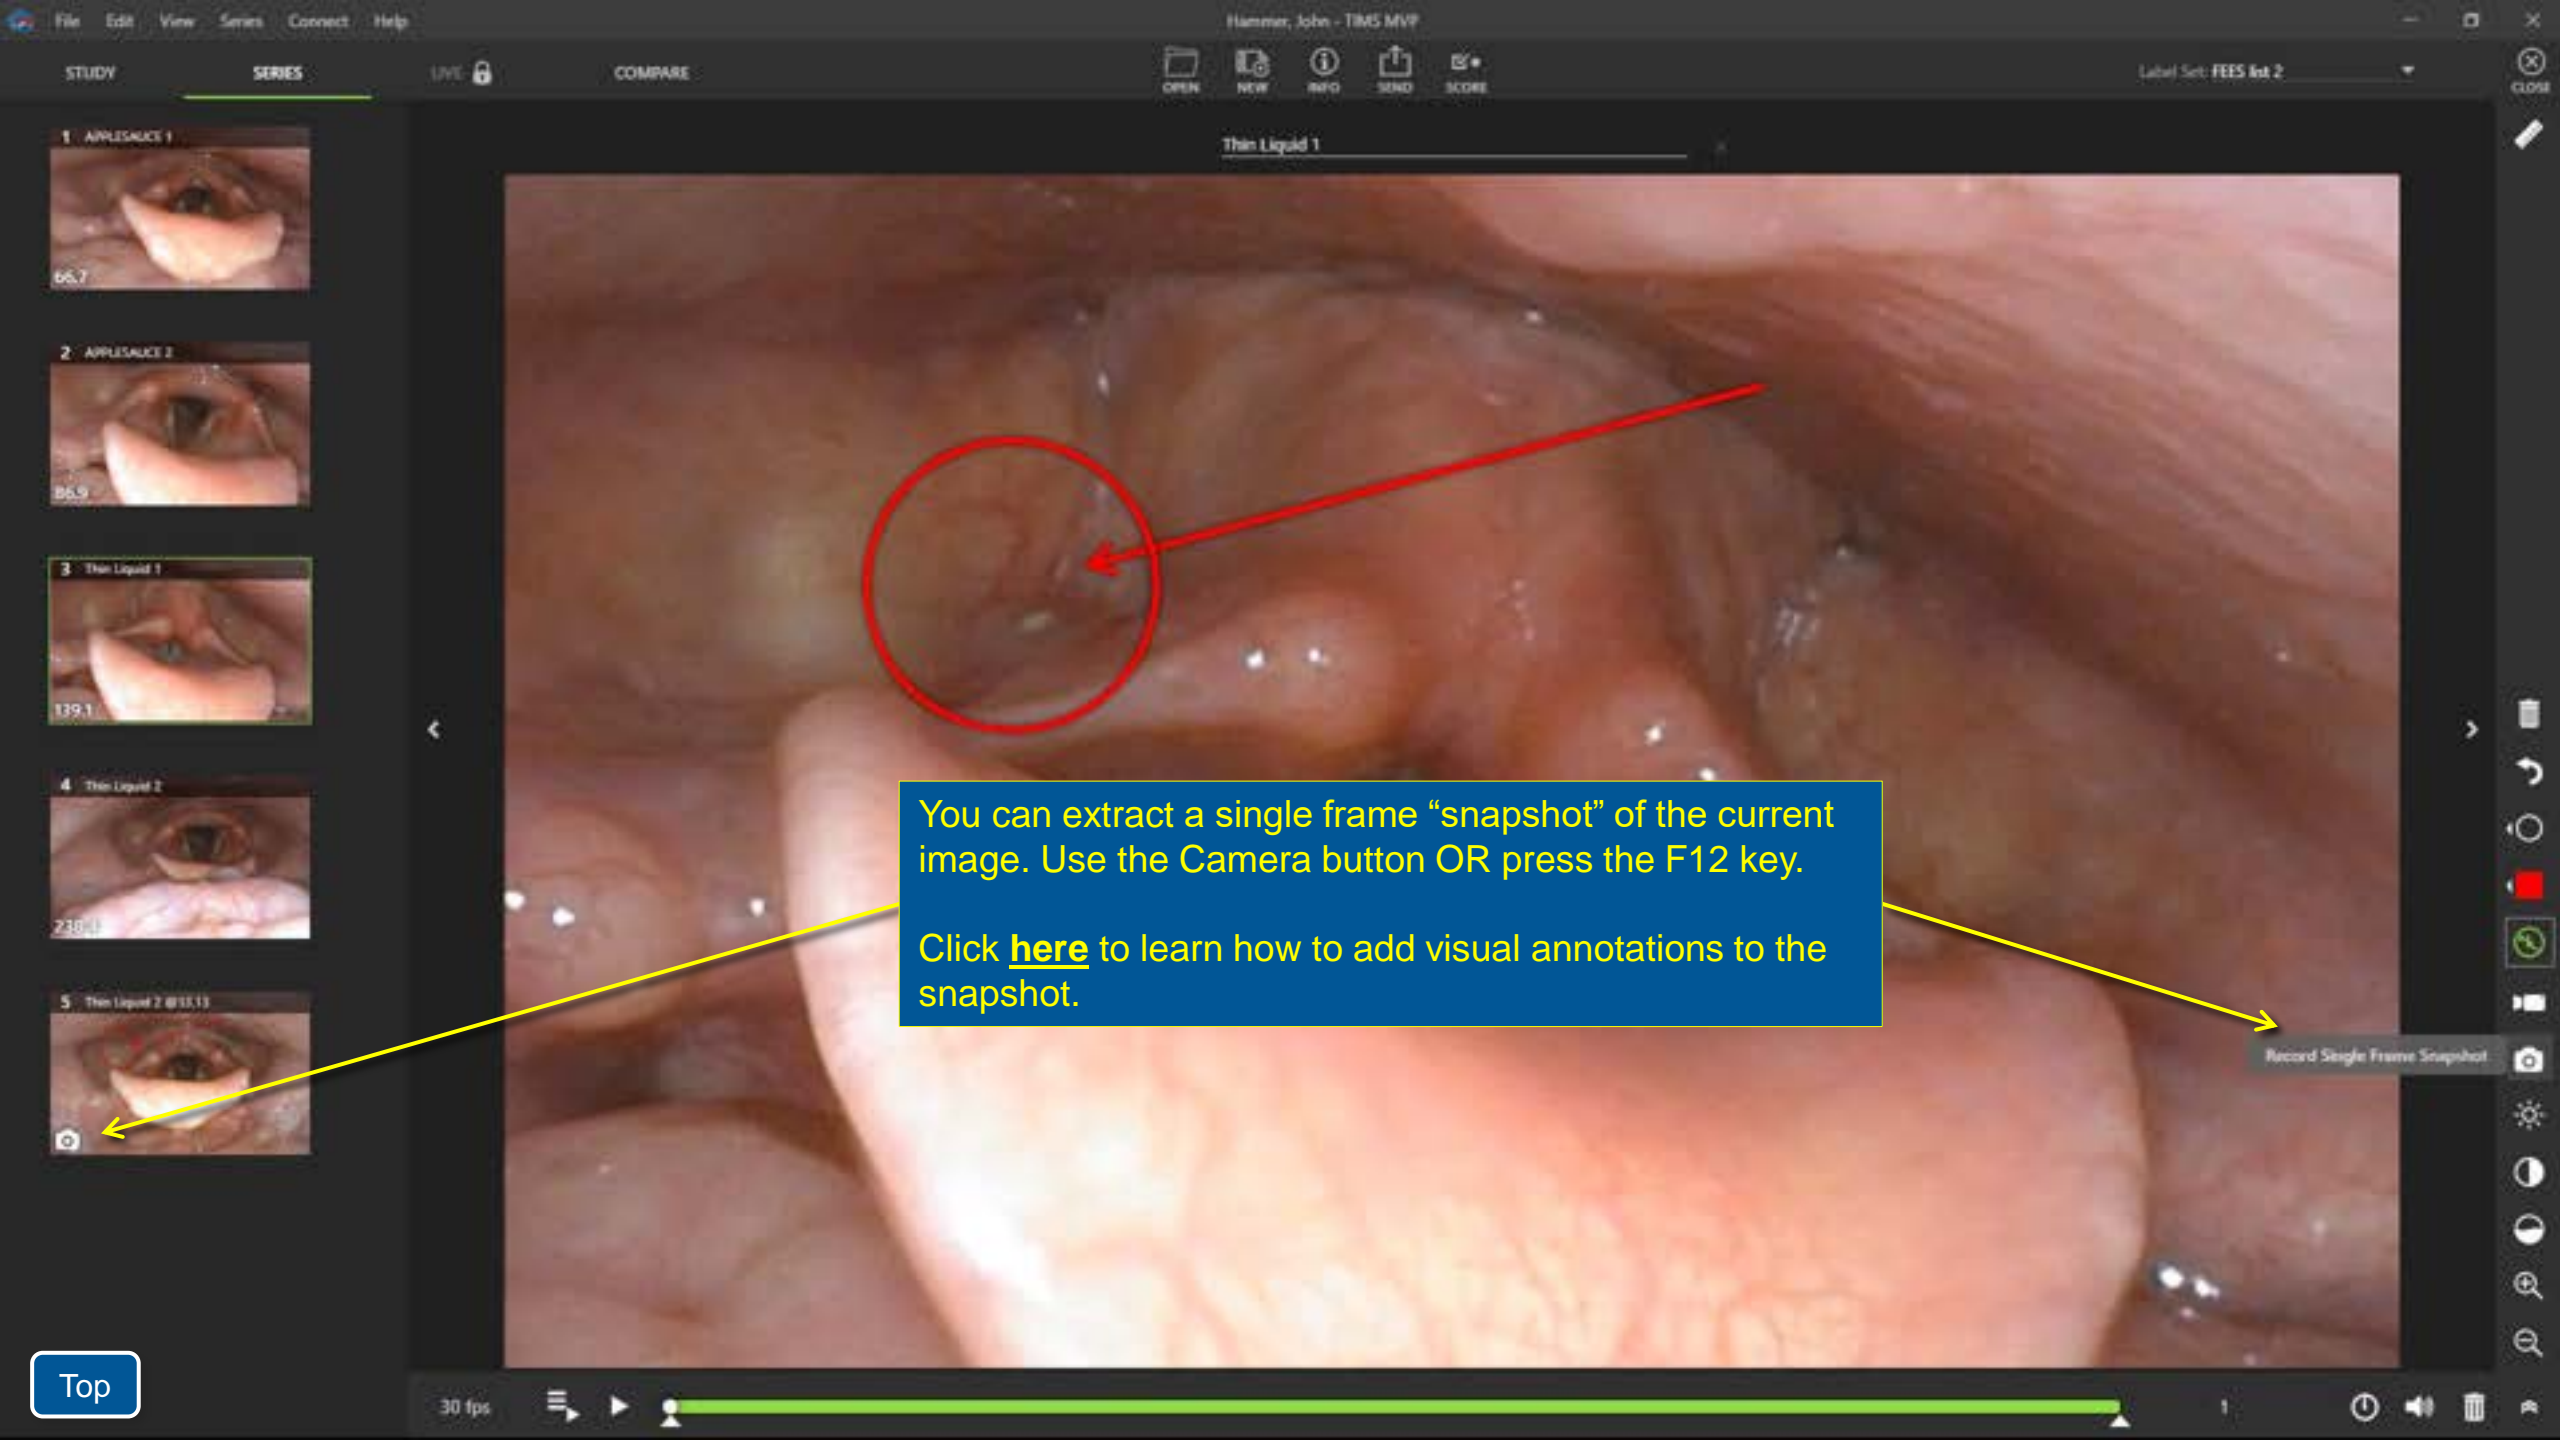 File Edit View Series Connect Help
Hammer, John - TIMS MVP
STUDY SERIES LIVE COMPARE
OPEN NEW INFO SEND SCORE
Label Set: FEES list 2
CLOSE
Thin Liquid 1
1 APPLESAUCE 1
66.7
2 APPLESAUCE 2
86.9
3 Thin Liquid 1
139.1
4 Thin Liquid 2
5 Thin Liquid 2 @53.13
You can extract a single frame “snapshot” of the current
image. Use the Camera button OR press the F12 key.
Click here to learn how to add visual annotations to the
snapshot.
Record Single Frame Snapshot
Top
30 fps
1